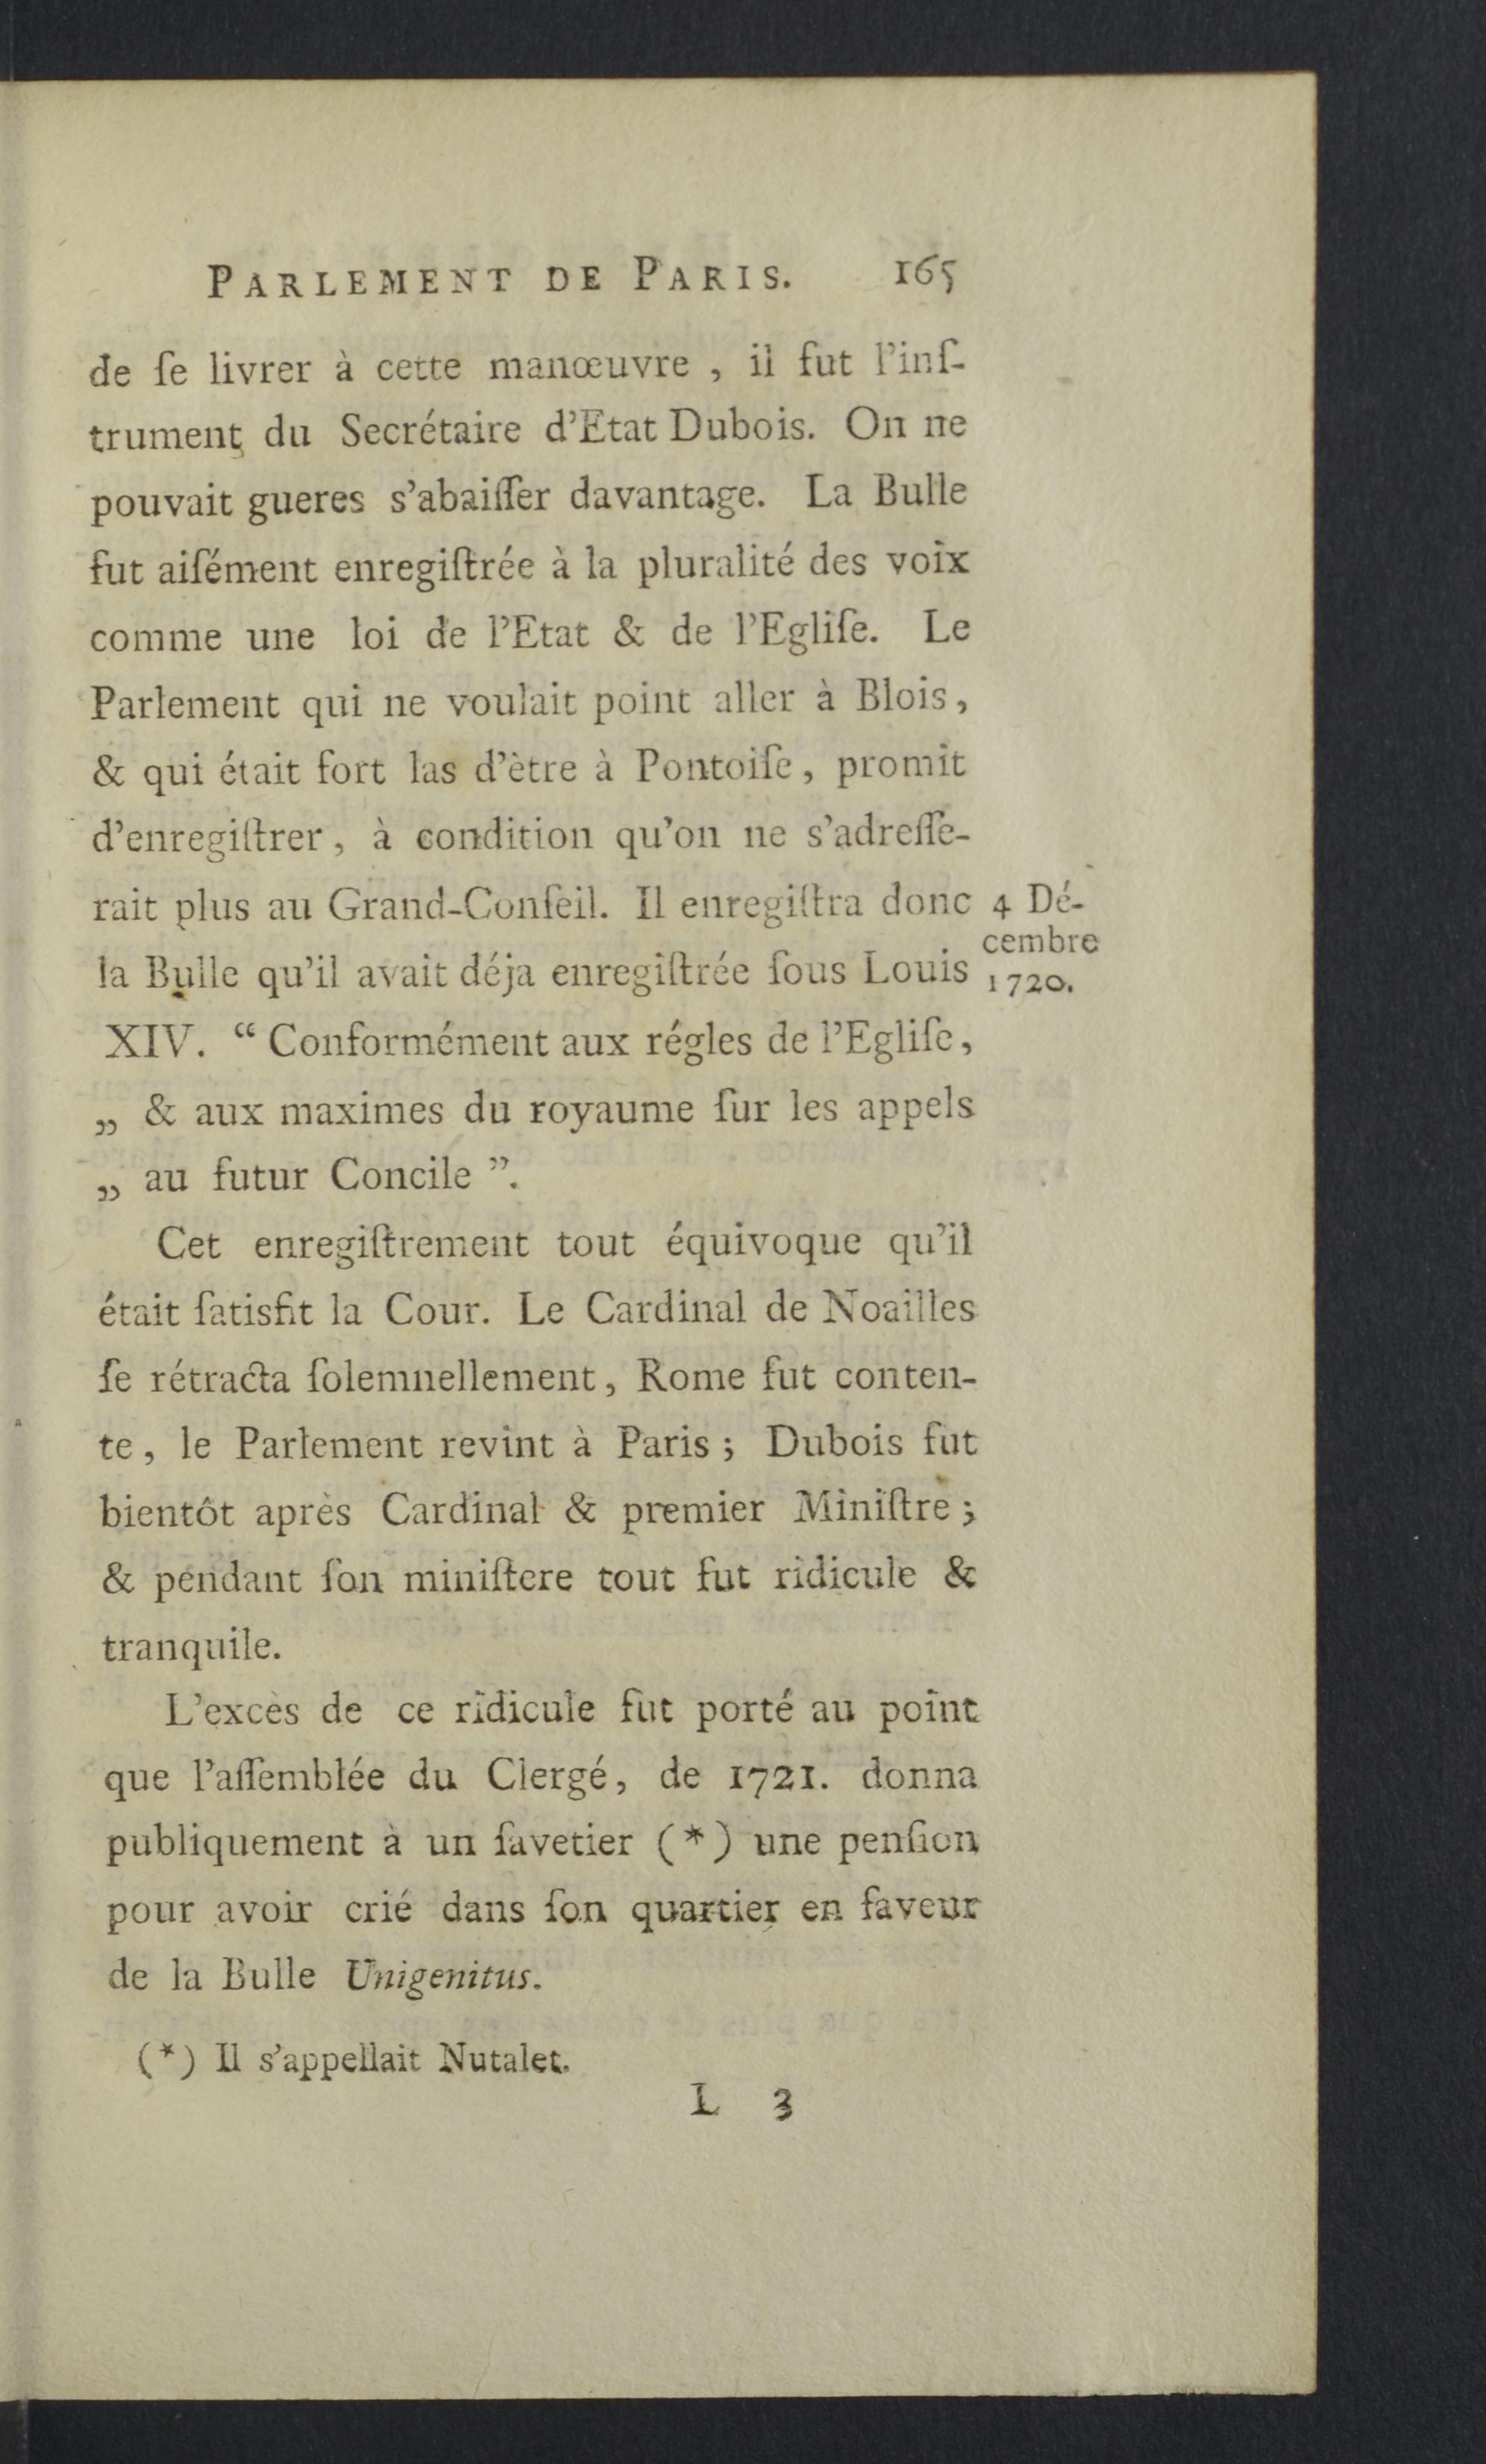 PARLEMENT DE PARIS. 165
de ſe livrer à cette manœuvre , il fut l'inſ-
trument du Secrétaire d'Etat Dubois. On ne
pouvait gueres s'abaiſſer davantage. La Bulle
fut aiſément enregiſtrée à la pluralité des voix
comme une loi de l'Etat & de l'Egliſe. Le
Parlement qui ne voulait point aller à Blois,
& qui était fort las d'ètre à Pontoiſe, promit
d'enregiſtrer, à condition qu'on ne s'adreſſe-
rait plus au Grand-Conſeil. Il enregiſtra donc
la Bulle qu'il avait déja enregiſtrée ſous Louis
4 Dé-
cembre
1720.
XIV. “ Conformément aux régles de l'Egliſe,
„ & aux maximes du royaume ſur les appels
„ au futur Concile ”.
Cet enregiſtrement tout équivoque qu'il
était ſatisfit la Cour. Le Cardinal de Noailles
ſe rétracta ſolemnellement, Rome fut conten-
te, le Parlement revint à Paris ; Dubois fut
bientôt après Cardinal & premier Miniſtre ;
& pendant ſon miniſtere tout fut ridicule &
tranquile.
L'excès de ce ridicule fut porté au point
que l'aſſemblée du Clergé, de 1721. donna
publiquement à un ſavetier (*) une penſion
pour avoir crié dans ſon quartier en faveur
de la Bulle Unigenitus.
(*) Il s'appellait Nutalet.
L 3